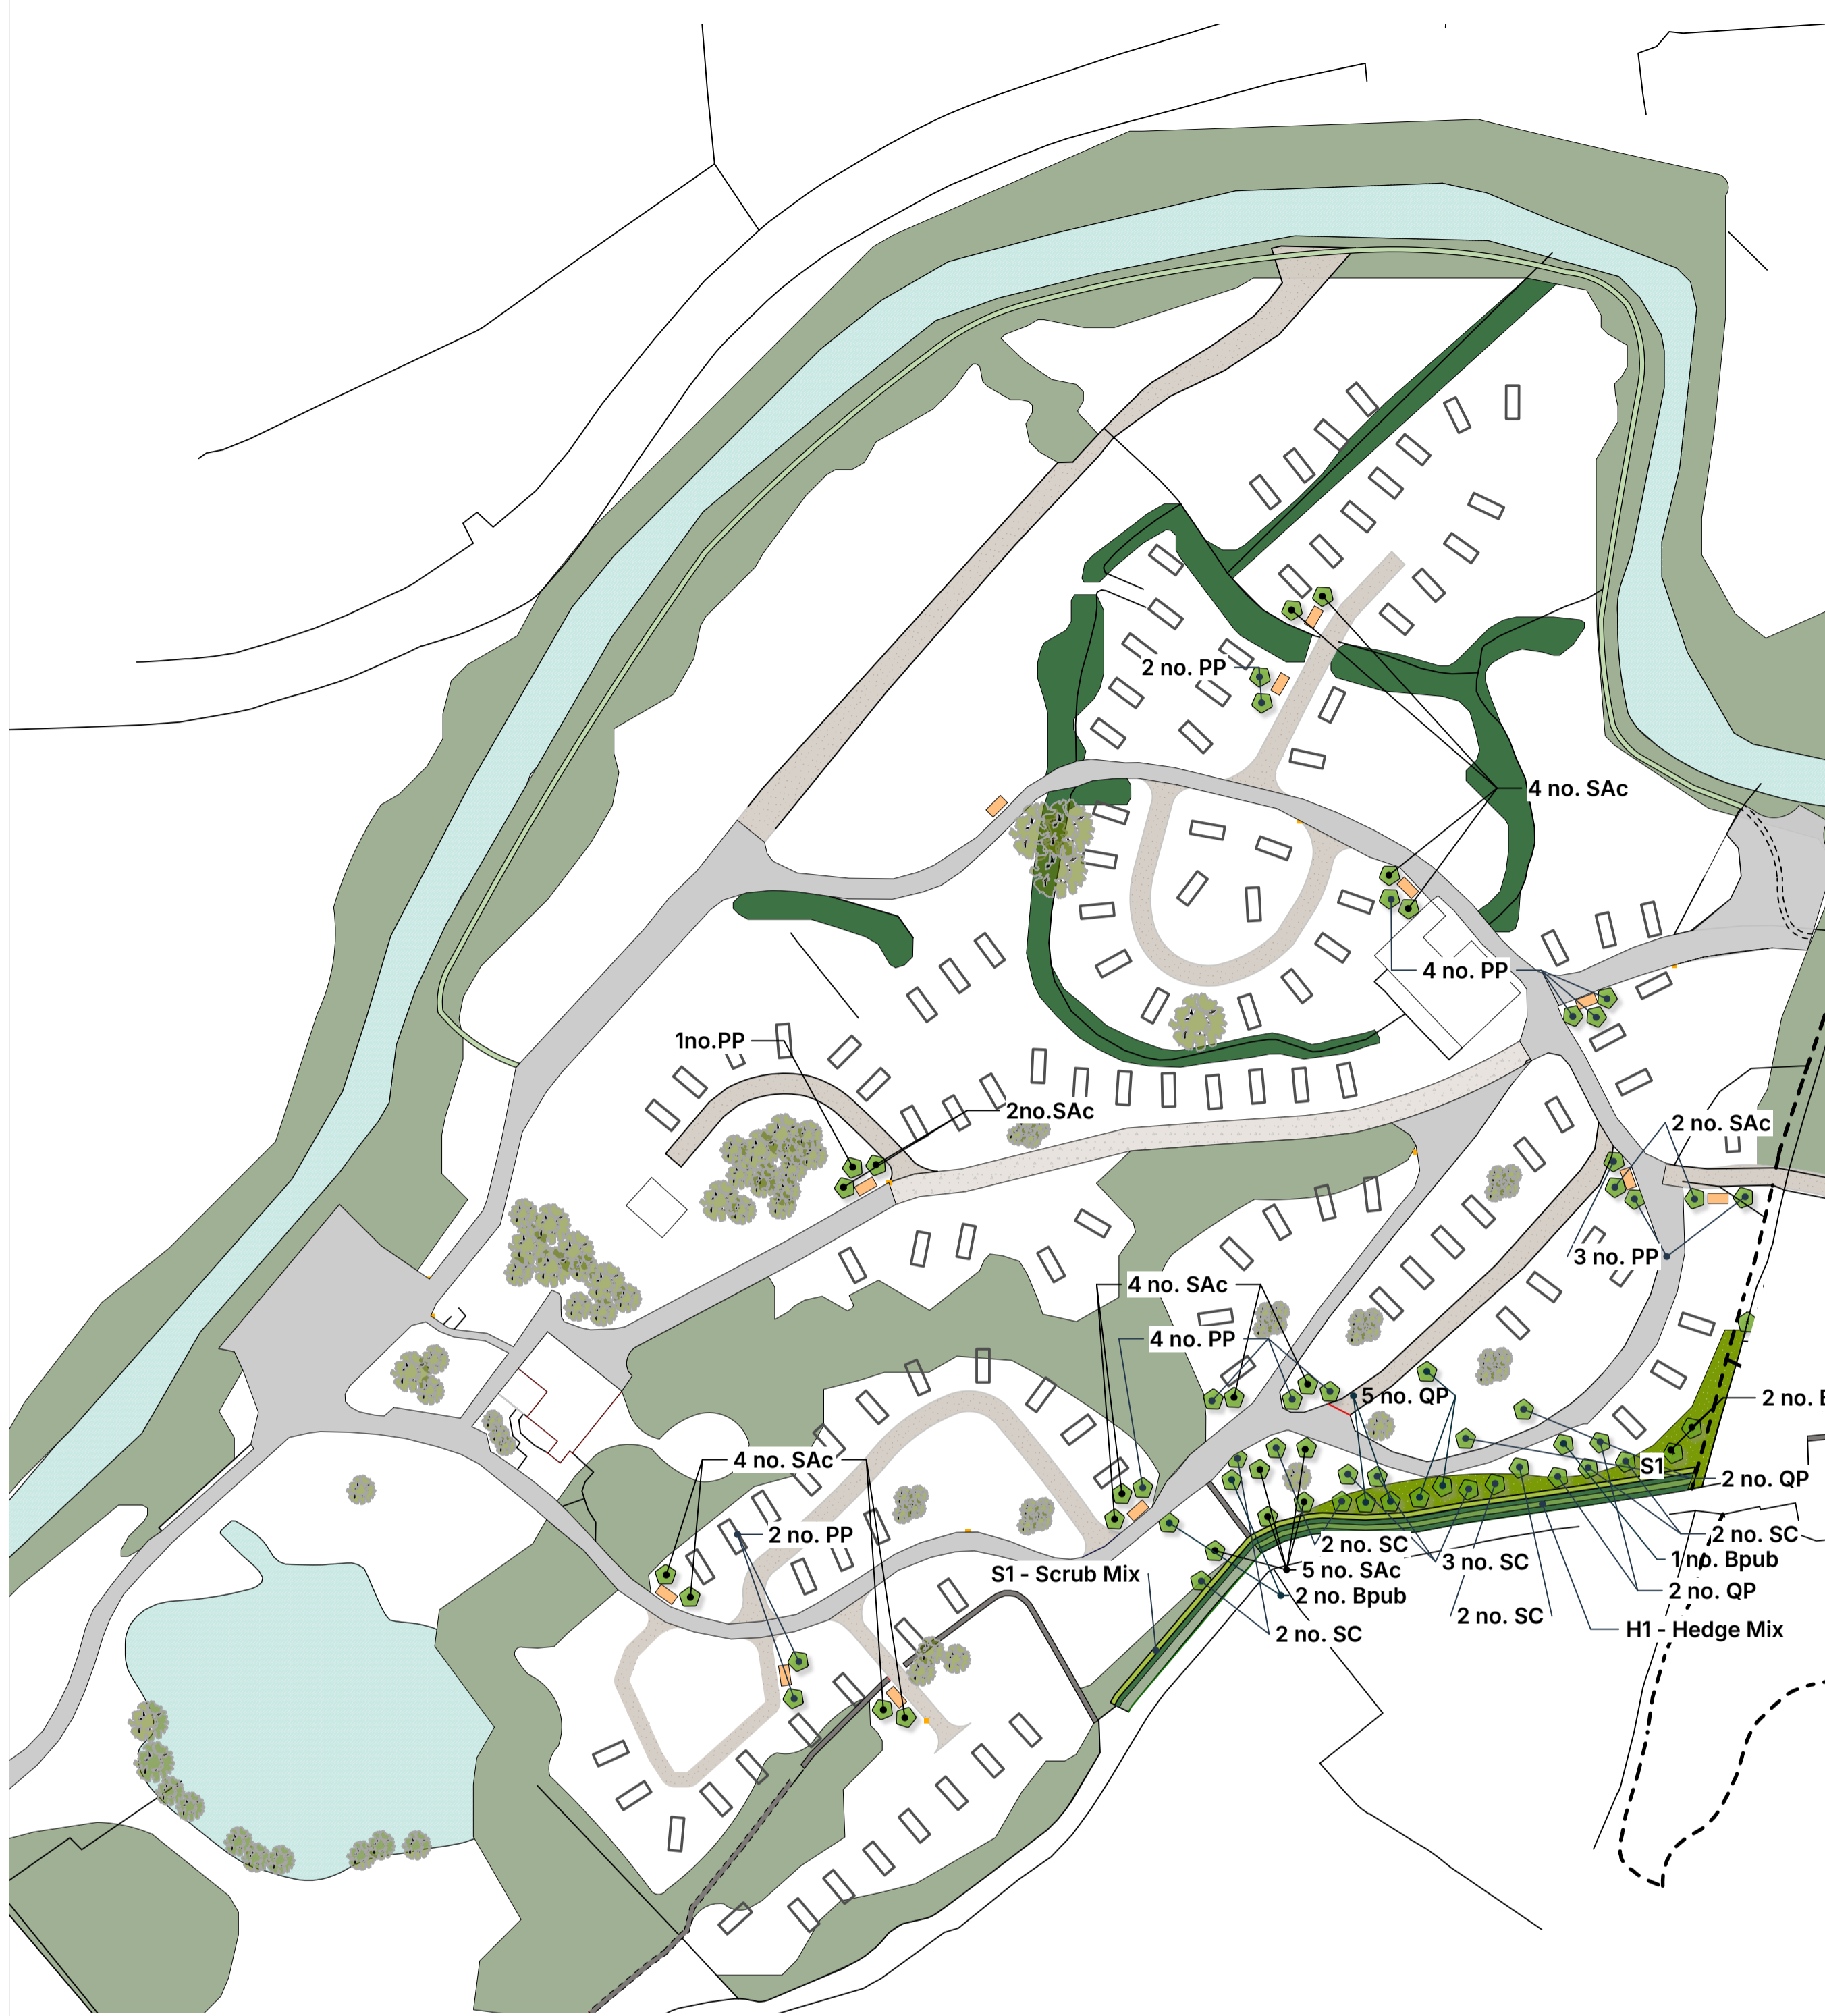 2 no. PP
4 no. SAc
4 no. PP
1no.PP
2no.SAc
2 no. SAc
3 no. PP
4 no. SAc
4 no. PP
5 no. QP
2 no.
4 no. SAc
S1
2 no. QP
2 no. PP
2 no. SC
2 no. SC
3 no. SC
1 no. Bpub
S1 - Scrub Mix
5 no. SAc
2 no. QP
2 no. Bpub
2 no. SC
H1 - Hedge Mix
2 no. SC